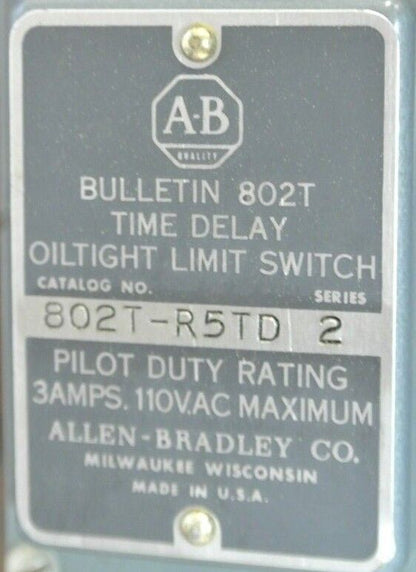 A-B
QUALITY
BULLETIN 802T
TIME DELAY
OILTIGHT LIMIT SWITCH
CATALOG NO. SERIES
802T-R5TD 2
PILOT DUTY RATING
3AMPS. 110V.AC MAXIMUM
ALLEN-BRADLEY CO.
MILWAUKEE WISCONSIN
MADE IN U.S.A.